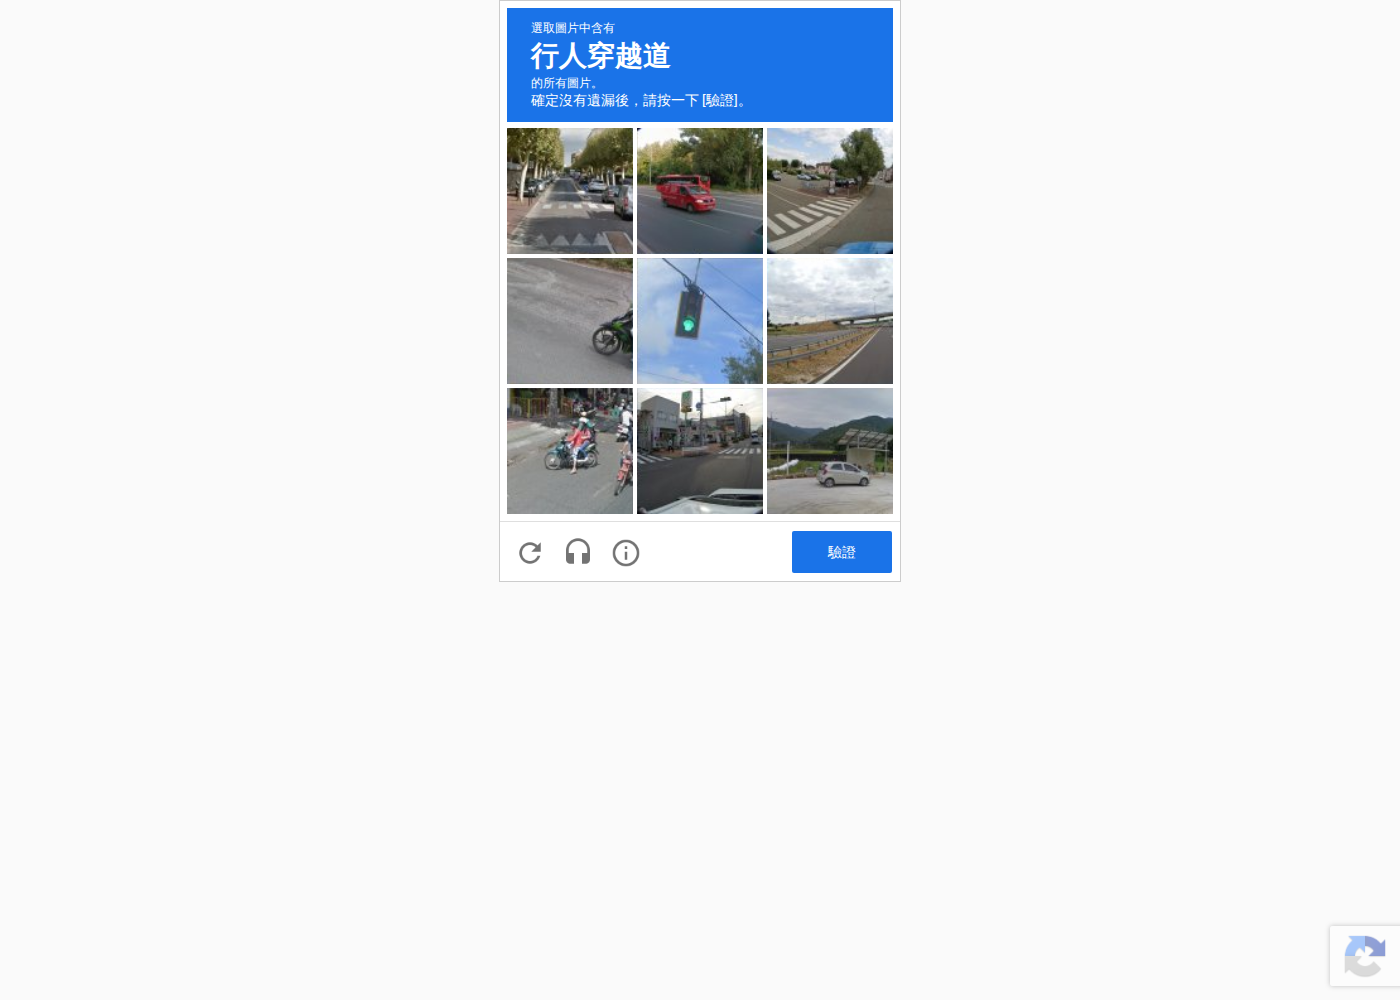 選取圖片中含有
行人穿越道
的所有圖片。
確定沒有遺漏後，請按一下 [驗證]。
驗證